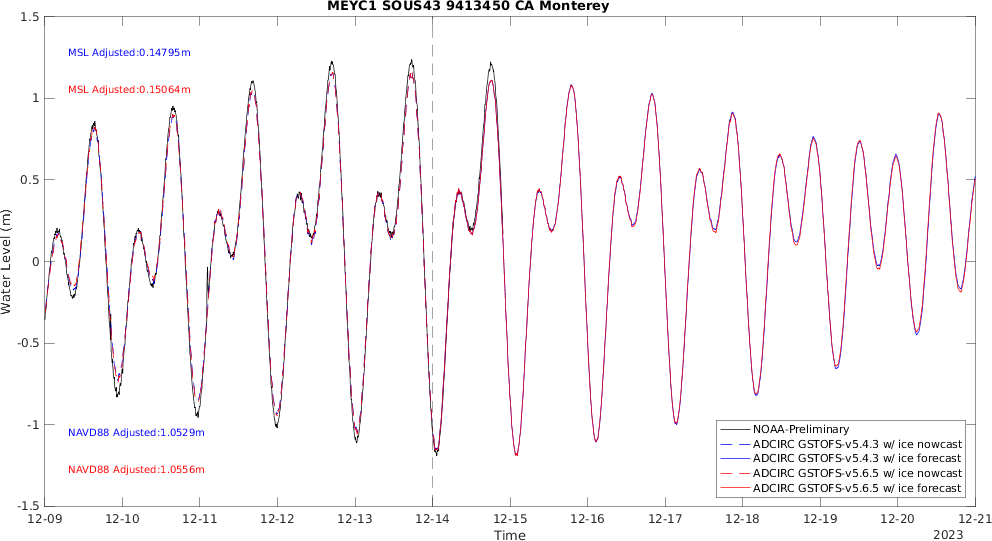 MEYC1 SOUS43 9413450 CA Monterey
1.5
1
0.5
0
-0.5
-1
-1.5
Water Level (m)
MSL Adjusted:0.14795m
MSL Adjusted:0.15064m
NAVD88 Adjusted:1.0529m
NAVD88 Adjusted:1.0556m
NOAA-Preliminary
ADCIRC GSTOFS-v5.4.3 w/ ice nowcast
ADCIRC GSTOFS-v5.4.3 w/ ice forecast
ADCIRC GSTOFS-v5.6.5 w/ ice nowcast
ADCIRC GSTOFS-v5.6.5 w/ ice forecast
12-09 12-10 12-11 12-12 12-13 12-14 12-15 12-16 12-17 12-18 12-19 12-20 12-21
Time
2023